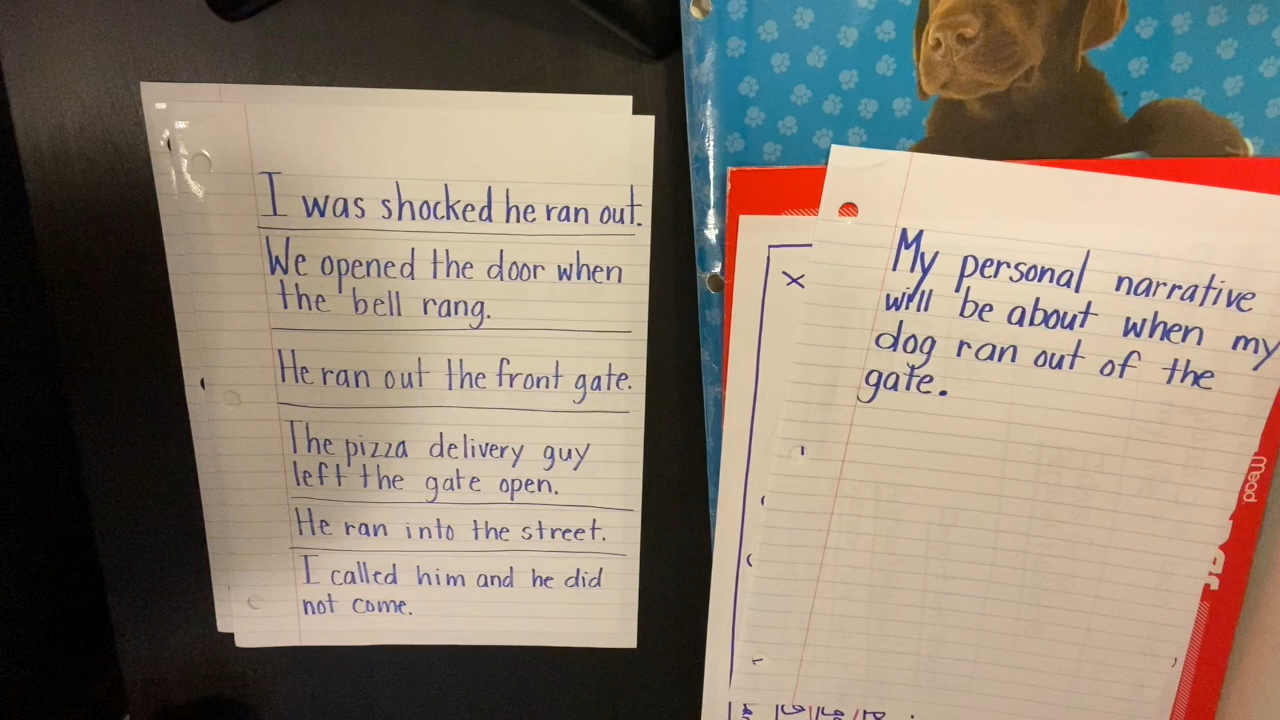 I was shocked he ran out.
We opened the door when
the bell rang.
He ran out the front gate.
The pizza delivery guy
left the gate open.
He ran into the street.
I called him and he did
not come.
My personal narrative
will be about when my
dog ran out of the
gate.
Mead